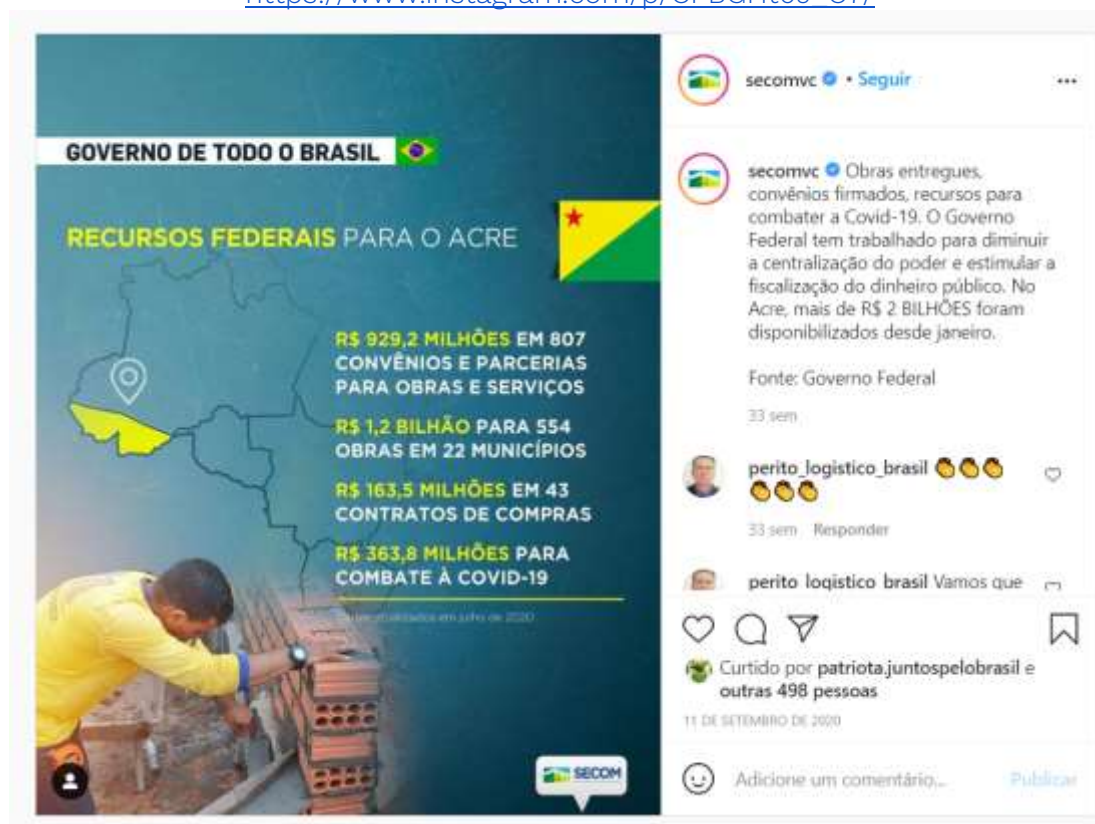 GOVERNO DE TODO O BRASIL
RECURSOS FEDERAIS PARA O ACRE
R$ 929,2 MILHÕES EM 807
CONVÊNIOS E PARCERIAS
PARA OBRAS E SERVIÇOS
R$ 1,2 BILHÃO PARA 554
OBRAS EM 22 MUNICÍPIOS
R$ 163,5 MILHÕES EM 43
CONTRATOS DE COMPRAS
R$ 363,8 MILHÕES PARA
COMBATE À COVID-19
atualizados em julho de 2020
SECOM
secomvc • Seguir
secomvc Obras entregues,
convênios firmados, recursos para
combater a Covid-19. O Governo
Federal tem trabalhado para diminuir
a centralização do poder e estimular a
fiscalização do dinheiro público. No
Acre, mais de R$ 2 BILHÕES foram
disponibilizados desde janeiro.
Fonte: Governo Federal
33 sem
perito_logistico_brasil 👏👏👏
👏👏👏
33 sem Responder
perito_logistico_brasil Vamos que
Curtido por patriota.juntospelobrasil e
outras 498 pessoas
11 DE SETEMBRO DE 2020
Adicione um comentário... Publicar